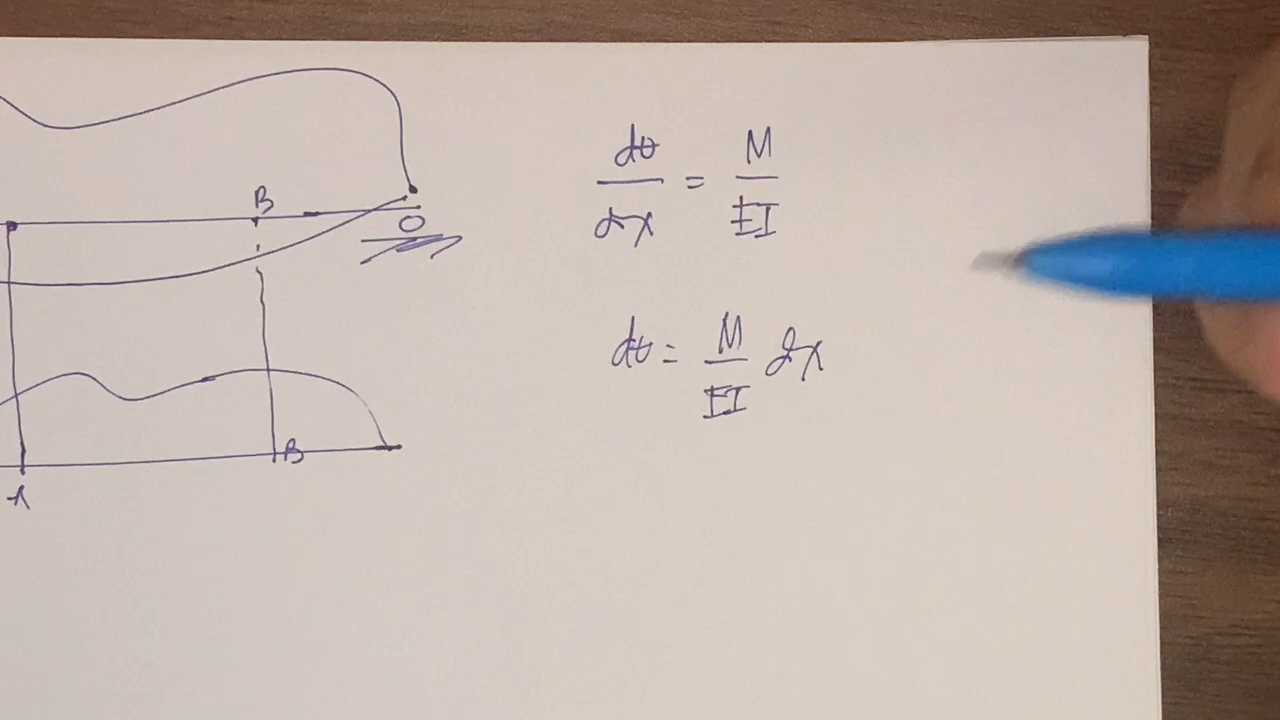 B
O
dθ/dx = M/EI
dθ = M/EI dx
B
A